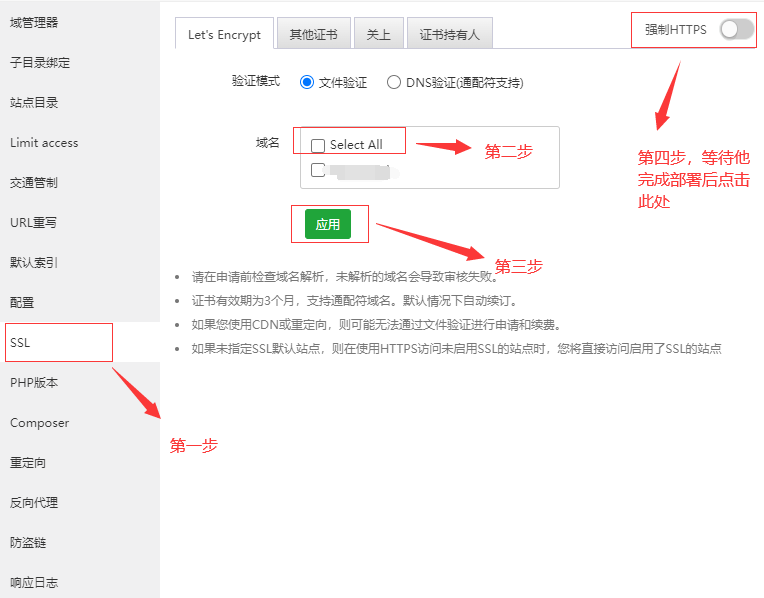 域管理器
子目录绑定
站点目录
Limit access
交通管制
URL重写
默认索引
配置
SSL
PHP版本
Composer
重定向
反向代理
防盗链
响应日志
Let's Encrypt
其他证书
关上
证书持有人
强制HTTPS
验证模式
文件验证
DNS验证(通配符支持)
域名
Select All
应用
请在申请前检查域名解析，未解析的域名会导致审核失败。
证书有效期为3个月，支持通配符域名。默认情况下自动续订。
如果您使用CDN或重定向，则可能无法通过文件验证进行申请和续费。
如果未指定SSL默认站点，则在使用HTTPS访问未启用SSL的站点时，您将直接访问启用了SSL的站点
第一步
第二步
第三步
第四步，等待他
完成部署后点击
此处